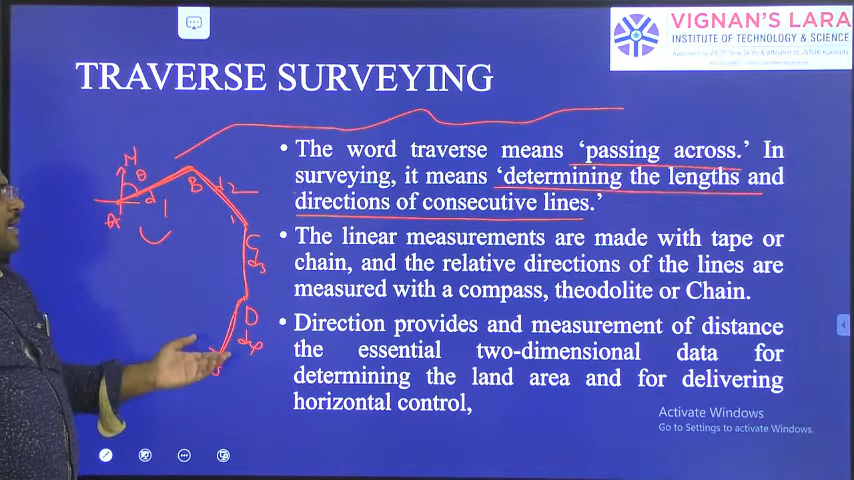 VIGNAN'S LARA
INSTITUTE OF TECHNOLOGY & SCIENCE
TRAVERSE SURVEYING
• The word traverse means 'passing across.' In
surveying, it means 'determining the lengths and
directions of consecutive lines.'
• The linear measurements are made with tape or
chain, and the relative directions of the lines are
measured with a compass, theodolite or Chain.
• Direction provides and measurement of distance
the essential two-dimensional data for
determining the land area and for delivering
horizontal control,
N
θ
B
d2
A
d1
C
d3
D
d4
Activate Windows
Go to Settings to activate Windows.